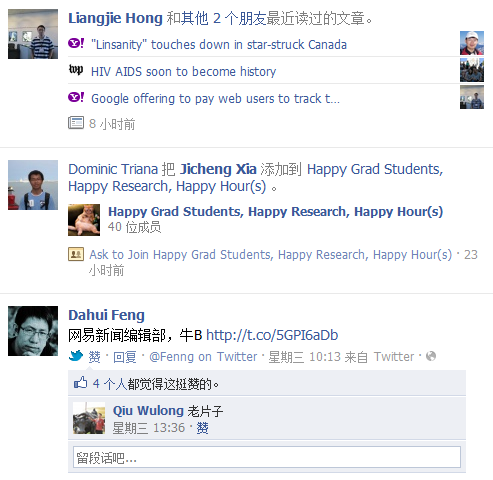 Liangjie Hong 和其他 2 个朋友最近读过的文章。
"Linsanity" touches down in star-struck Canada
wp HIV AIDS soon to become history
Google offering to pay web users to track t...
8 小时前
Dominic Triana 把 Jicheng Xia 添加到 Happy Grad Students,
Happy Research, Happy Hour(s) 。
Happy Grad Students, Happy Research, Happy Hour(s)
40 位成员
Ask to Join Happy Grad Students, Happy Research, Happy Hour(s) · 23
小时前
Dahui Feng
网易新闻编辑部，牛B http://t.co/5GPI6aDb
赞 · 回复 · @Fenng on Twitter · 星期三 10:13 来自 Twitter ·
4 个人都觉得这挺赞的。
Qiu Wulong 老片子
星期三 13:36 · 赞
留段话吧...